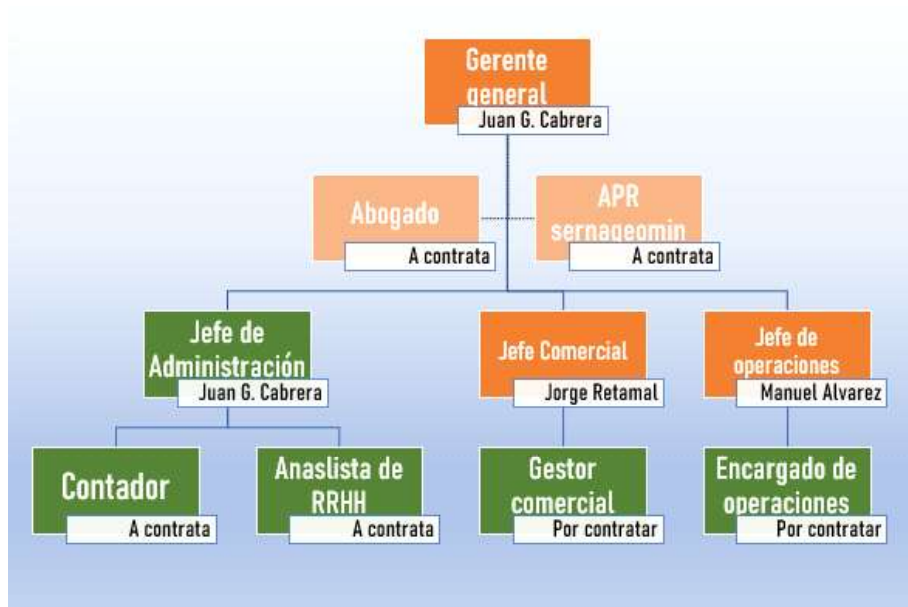 Gerente
general
Juan G. Cabrera
Abogado
A contrata
APR
sernageomin
A contrata
Jefe de
Administración
Juan G. Cabrera
Jefe Comercial
Jorge Retamal
Jefe de
operaciones
Manuel Alvarez
Contador
A contrata
Anaslista de
RRHH
A contrata
Gestor
comercial
Por contratar
Encargado de
operaciones
Por contratar